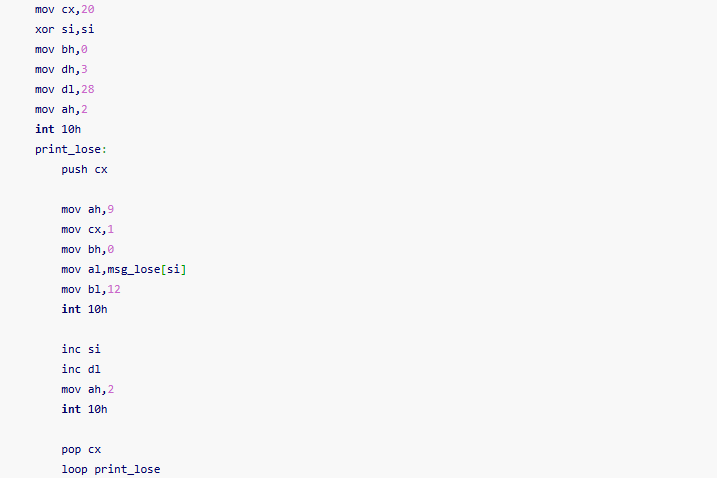 mov cx,20
xor si,si
mov bh,0
mov dh,3
mov dl,28
mov ah,2
int 10h
print_lose:
push cx
mov ah,9
mov cx,1
mov bh,0
mov al,msg_lose[si]
mov bl,12
int 10h
inc si
inc dl
mov ah,2
int 10h
pop cx
loop print_lose